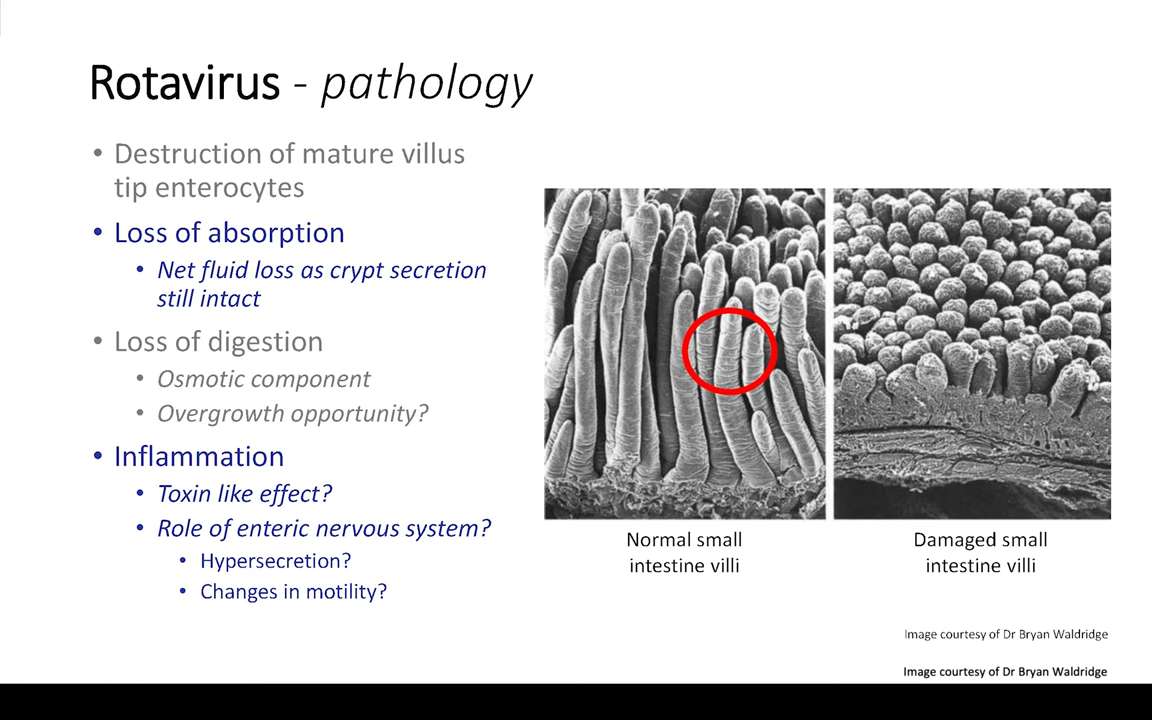 Rotavirus - pathology
• Destruction of mature villus
tip enterocytes
• Loss of absorption
• Net fluid loss as crypt secretion
still intact
• Loss of digestion
• Osmotic component
• Overgrowth opportunity?
• Inflammation
• Toxin like effect?
• Role of enteric nervous system?
• Hypersecretion?
• Changes in motility?
Normal small
intestine villi
Damaged small
intestine villi
Image courtesy of Dr Bryan Waldridge
Image courtesy of Dr Bryan Waldridge